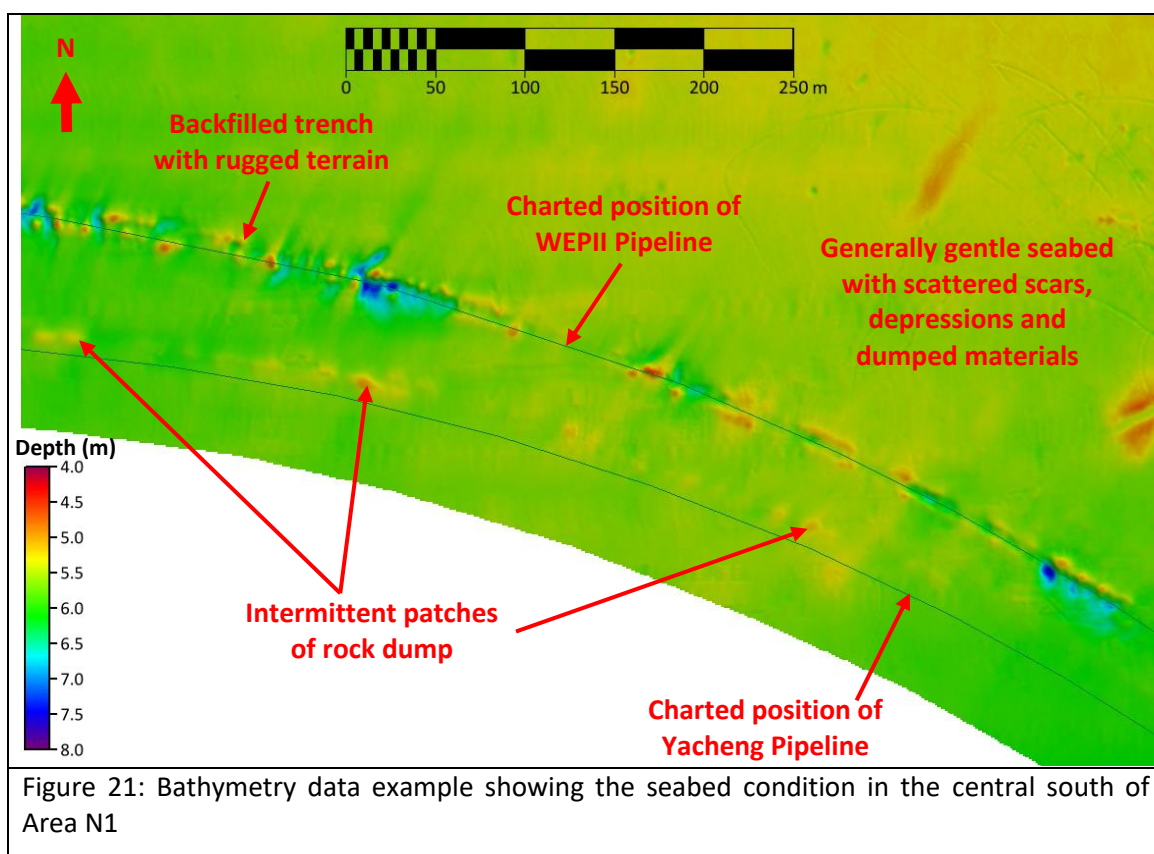 N
0 50 100 150 200 250 m
Backfilled trench
with rugged terrain
Charted position of
WEPII Pipeline
Generally gentle seabed
with scattered scars,
depressions and
dumped materials
Depth (m)
4.0
4.5
5.0
5.5
6.0
6.5
7.0
7.5
8.0
Intermittent patches
of rock dump
Charted position of
Yacheng Pipeline
Figure 21: Bathymetry data example showing the seabed condition in the central south of
Area N1